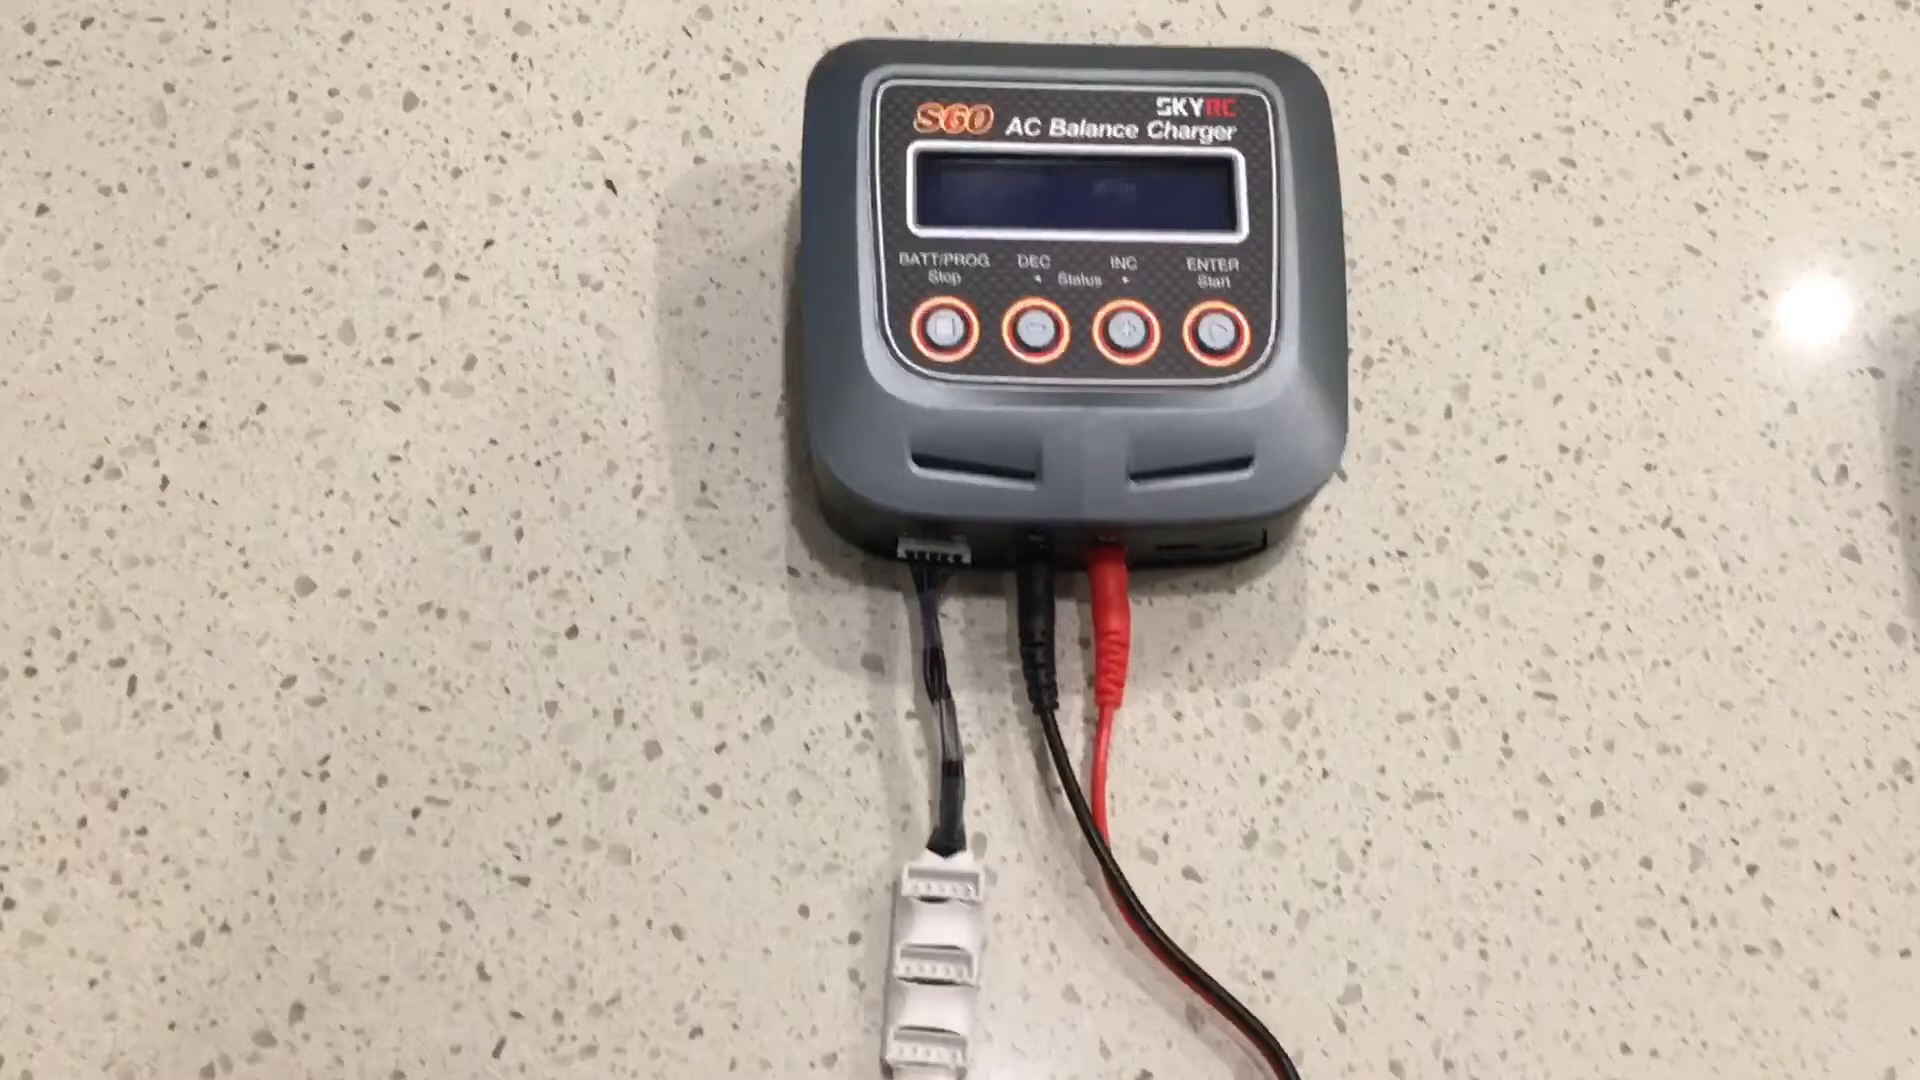 SKYRC
S60 AC Balance Charger
BATT/PROG DEC INC ENTER
Stop Status Start